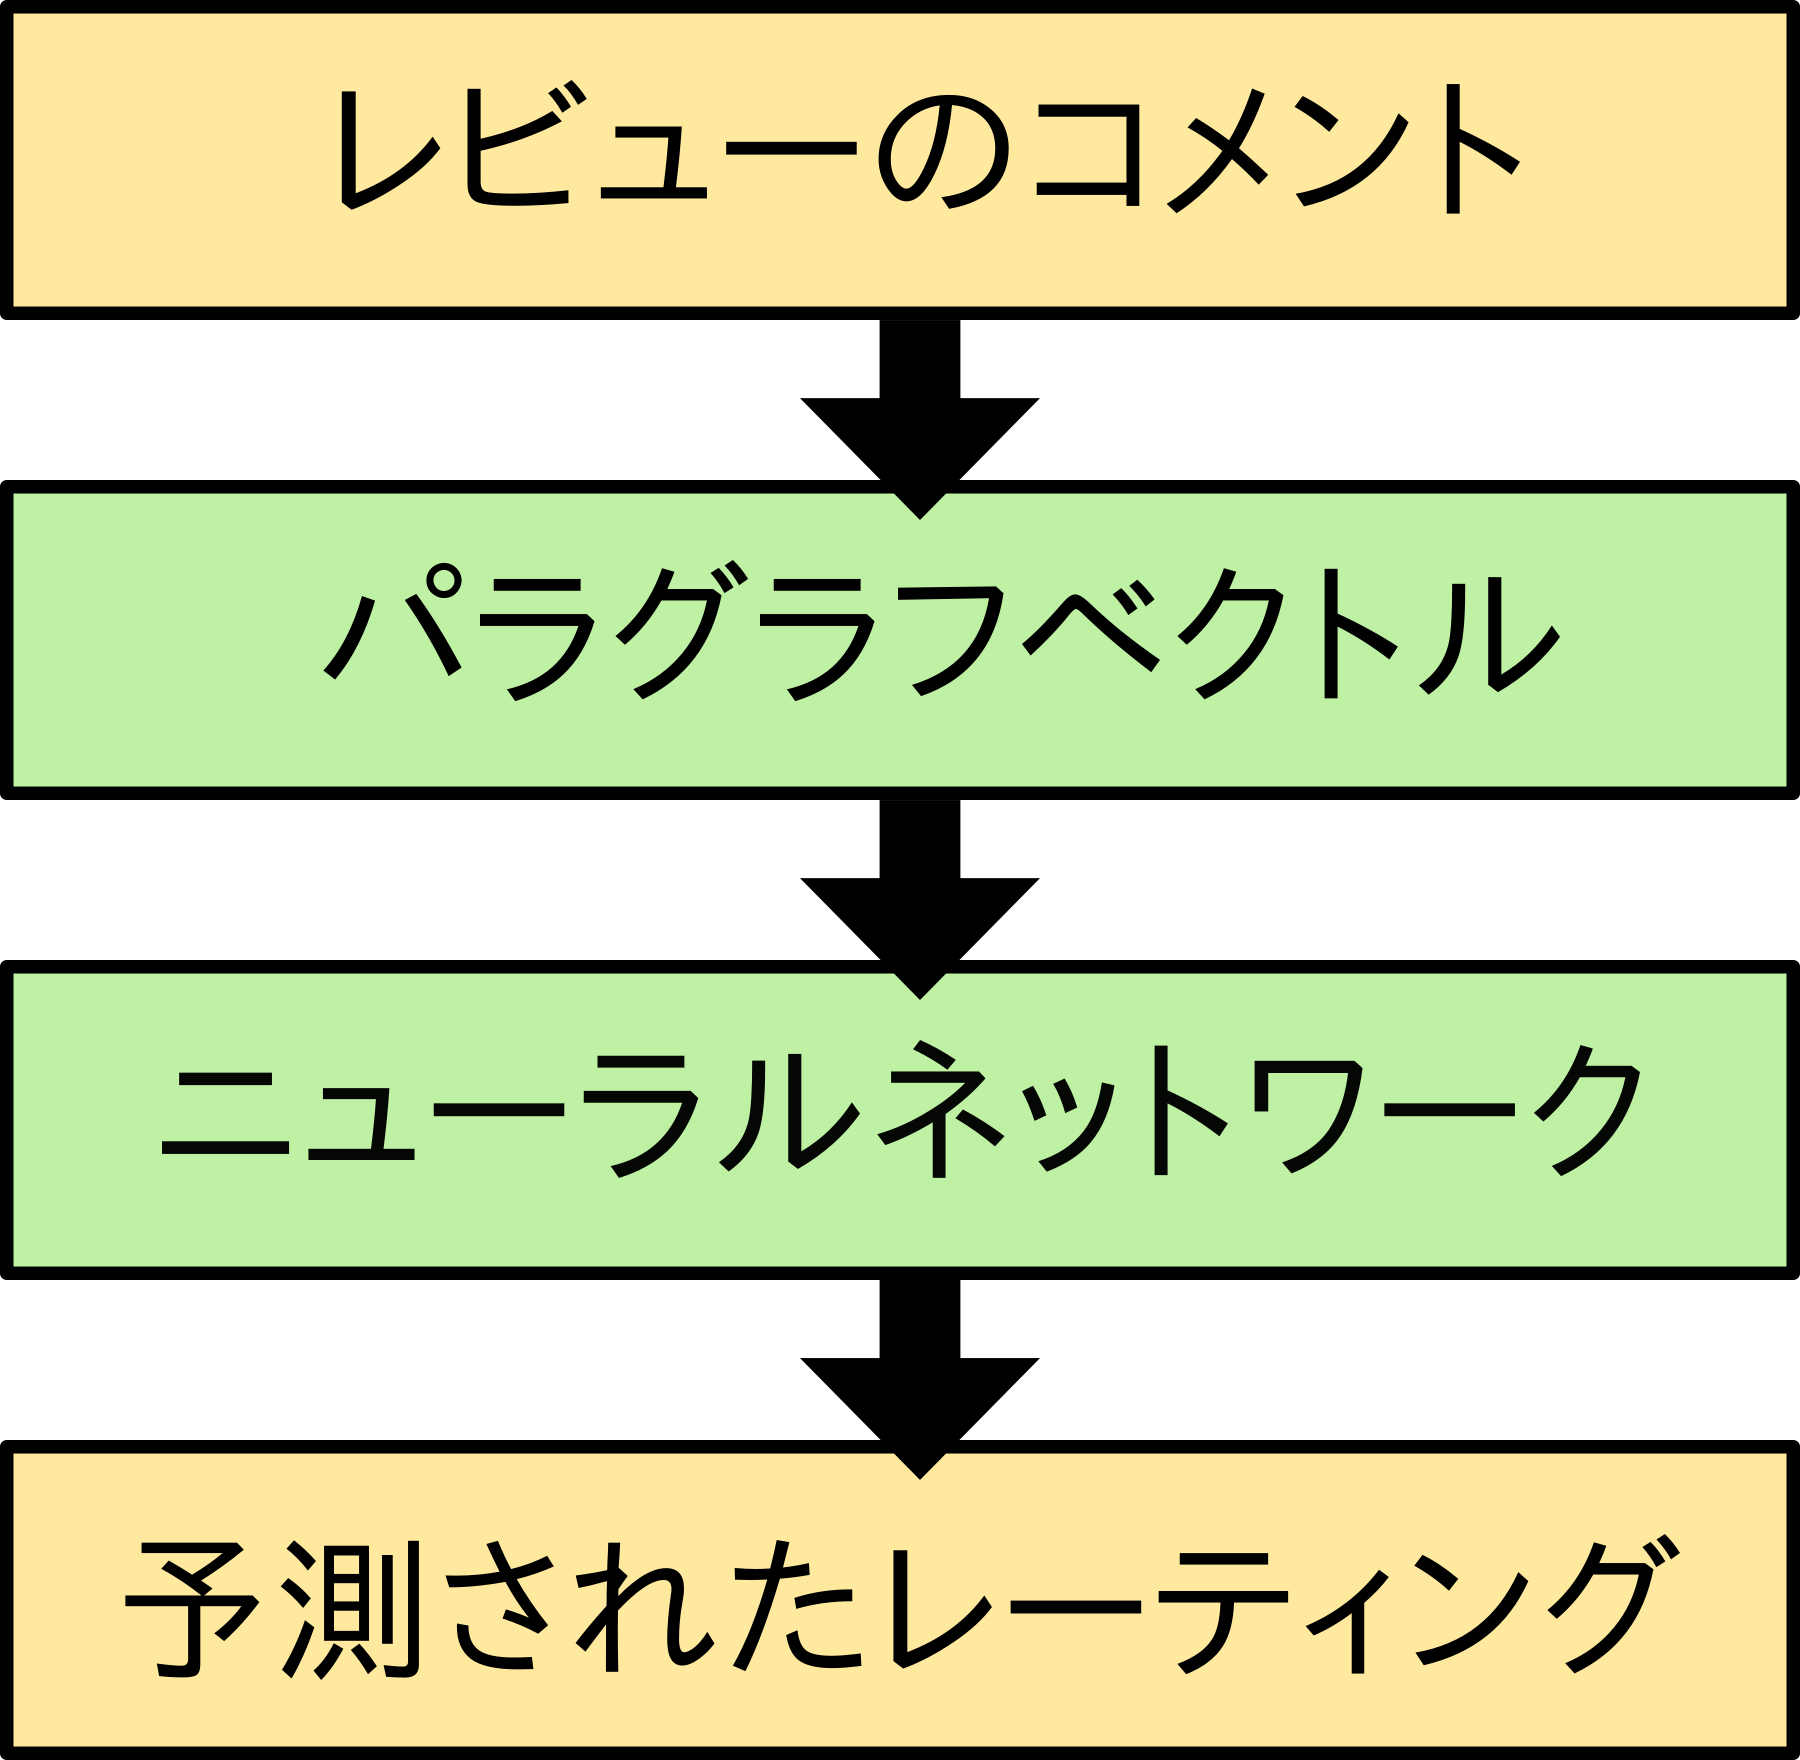 レビューのコメント
パラグラフベクトル
ニューラルネットワーク
予測されたレーティング